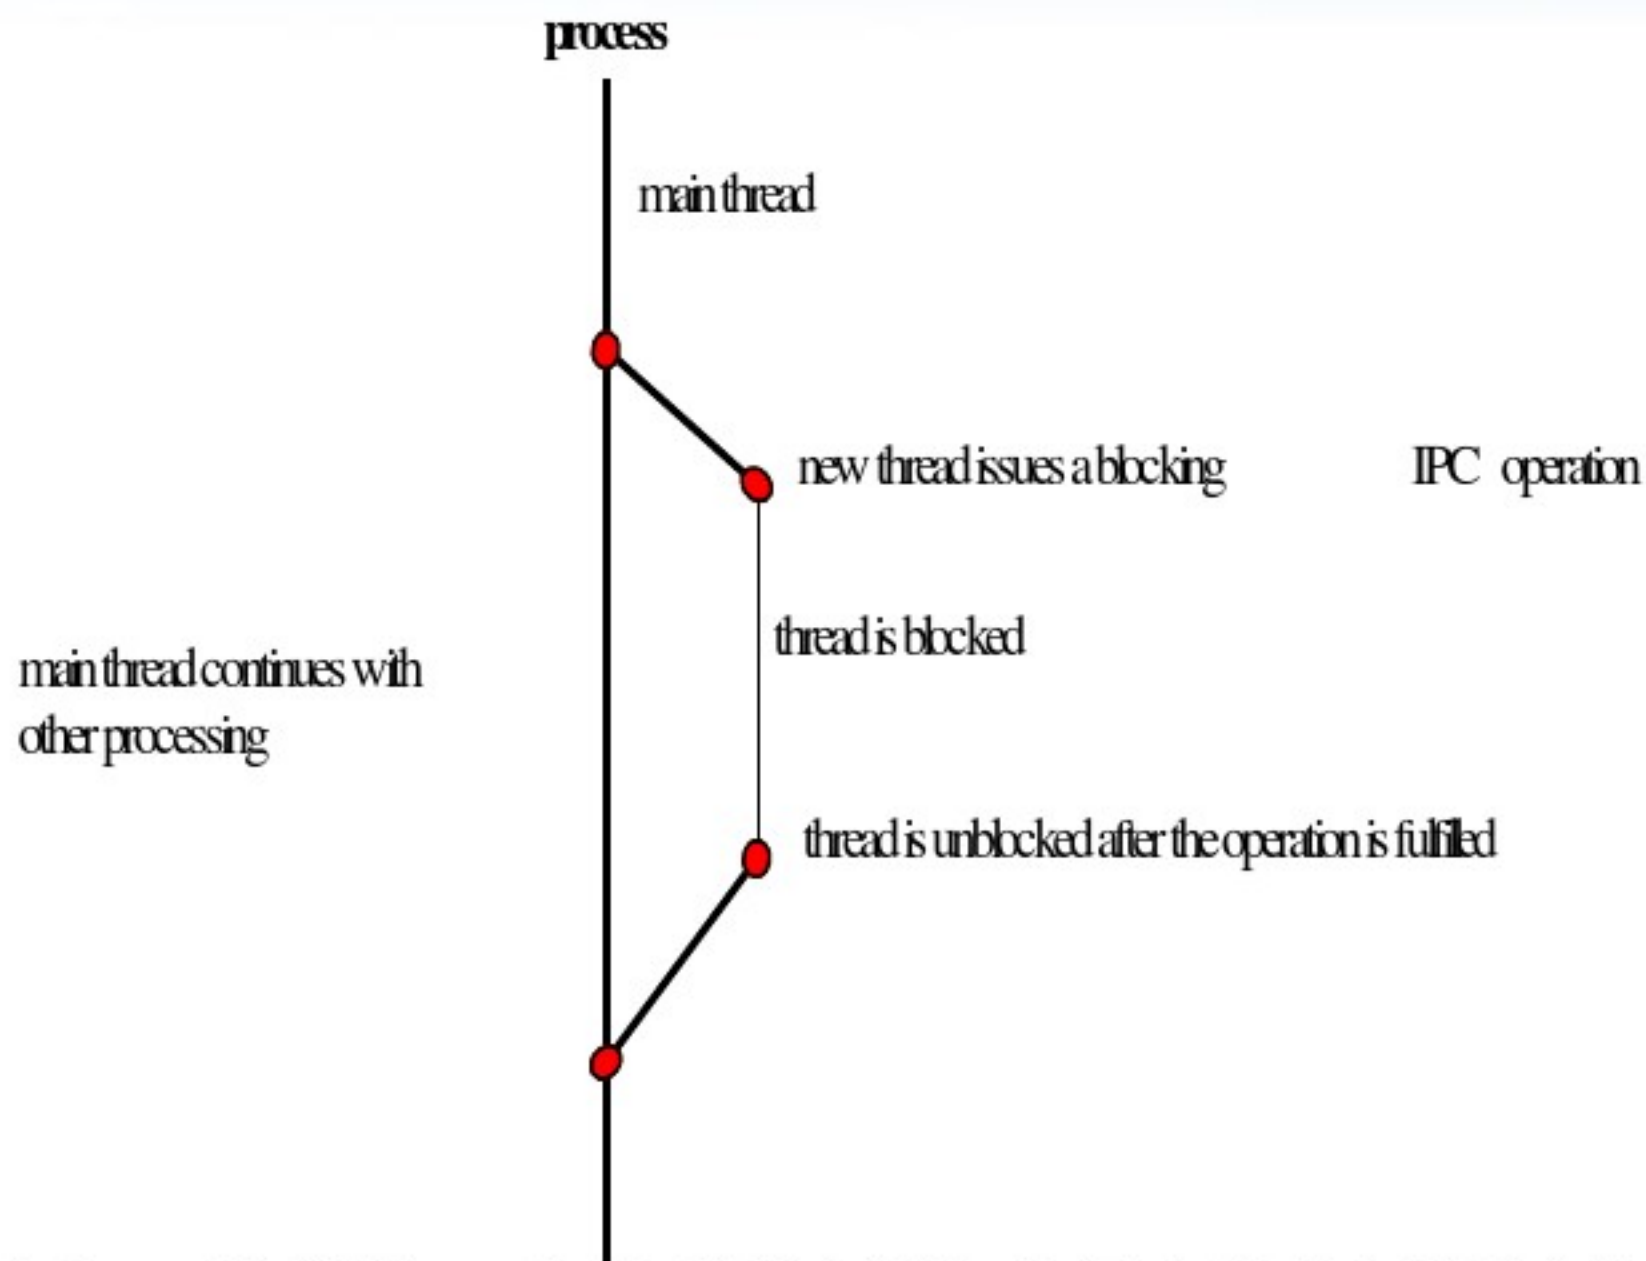 process
main thread
new thread issues a blocking IPC operation
thread is blocked
main thread continues with
other processing
thread is unblocked after the operation is fulfilled